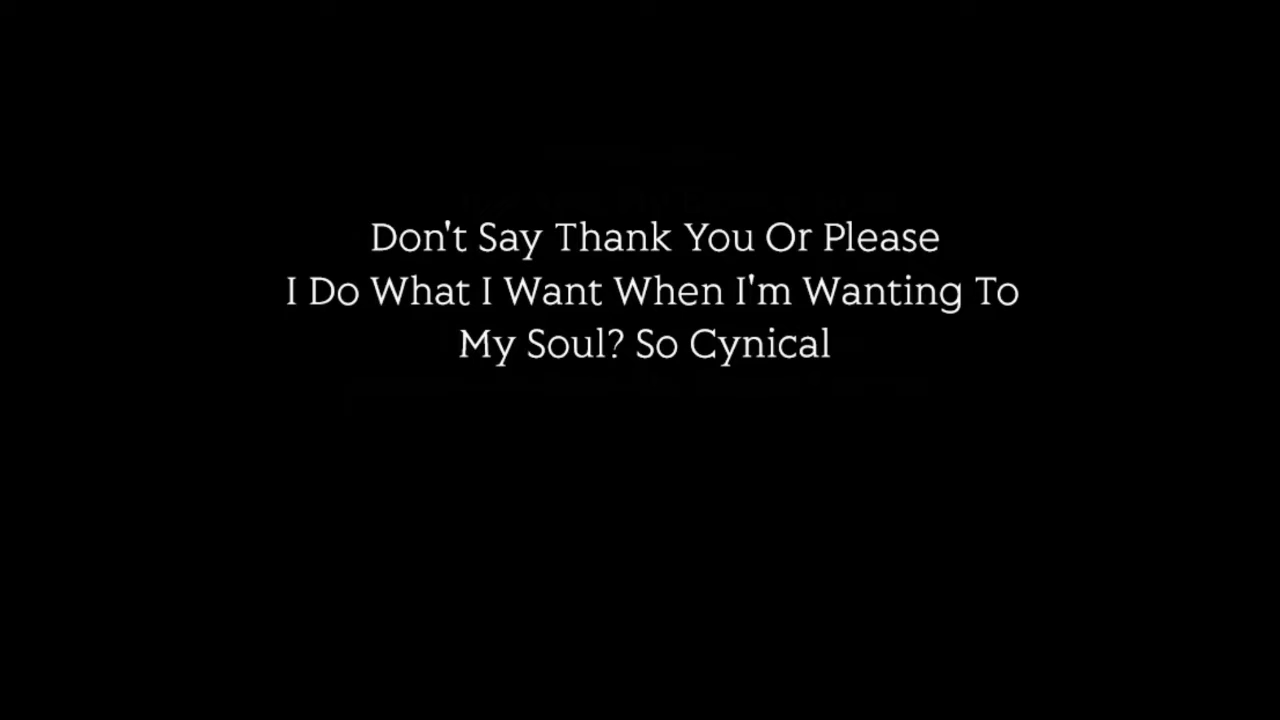 Don't Say Thank You Or Please
I Do What I Want When I'm Wanting To
My Soul? So Cynical